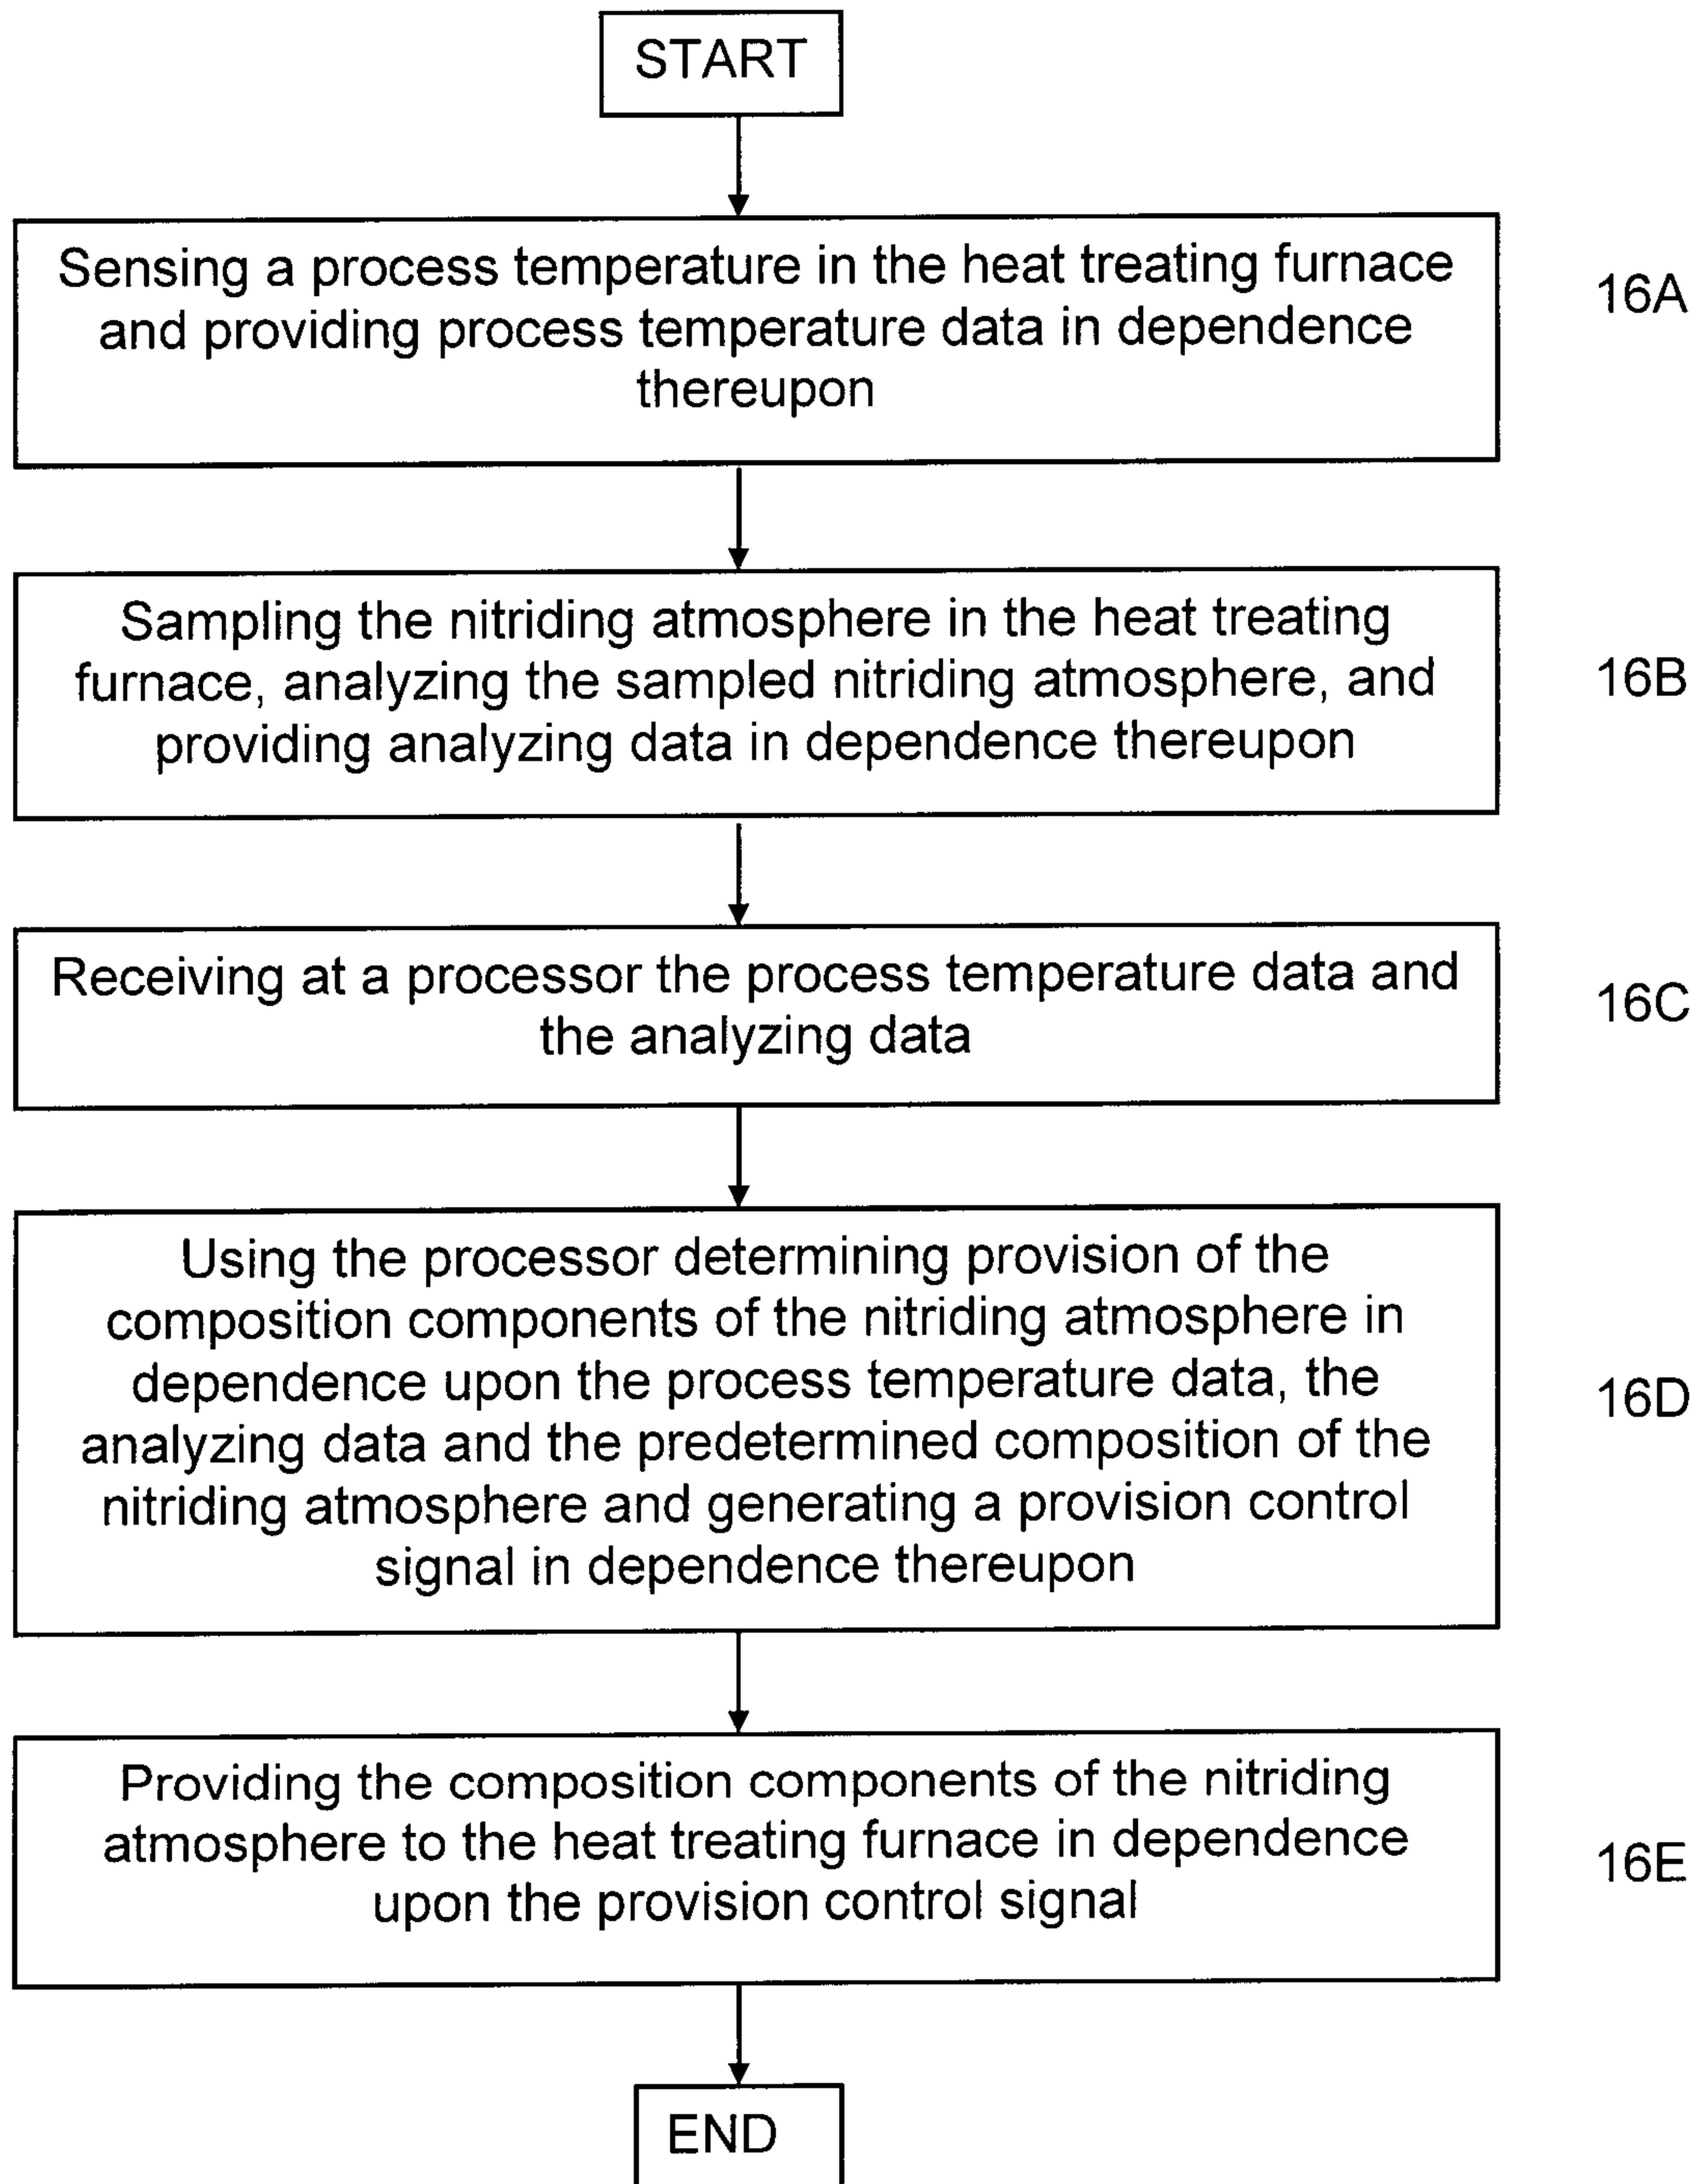 START
Sensing a process temperature in the heat treating furnace
and providing process temperature data in dependence
thereupon
16A
Sampling the nitriding atmosphere in the heat treating
furnace, analyzing the sampled nitriding atmosphere, and
providing analyzing data in dependence thereupon
16B
Receiving at a processor the process temperature data and
the analyzing data
16C
Using the processor determining provision of the
composition components of the nitriding atmosphere in
dependence upon the process temperature data, the
analyzing data and the predetermined composition of the
nitriding atmosphere and generating a provision control
signal in dependence thereupon
16D
Providing the composition components of the nitriding
atmosphere to the heat treating furnace in dependence
upon the provision control signal
16E
END